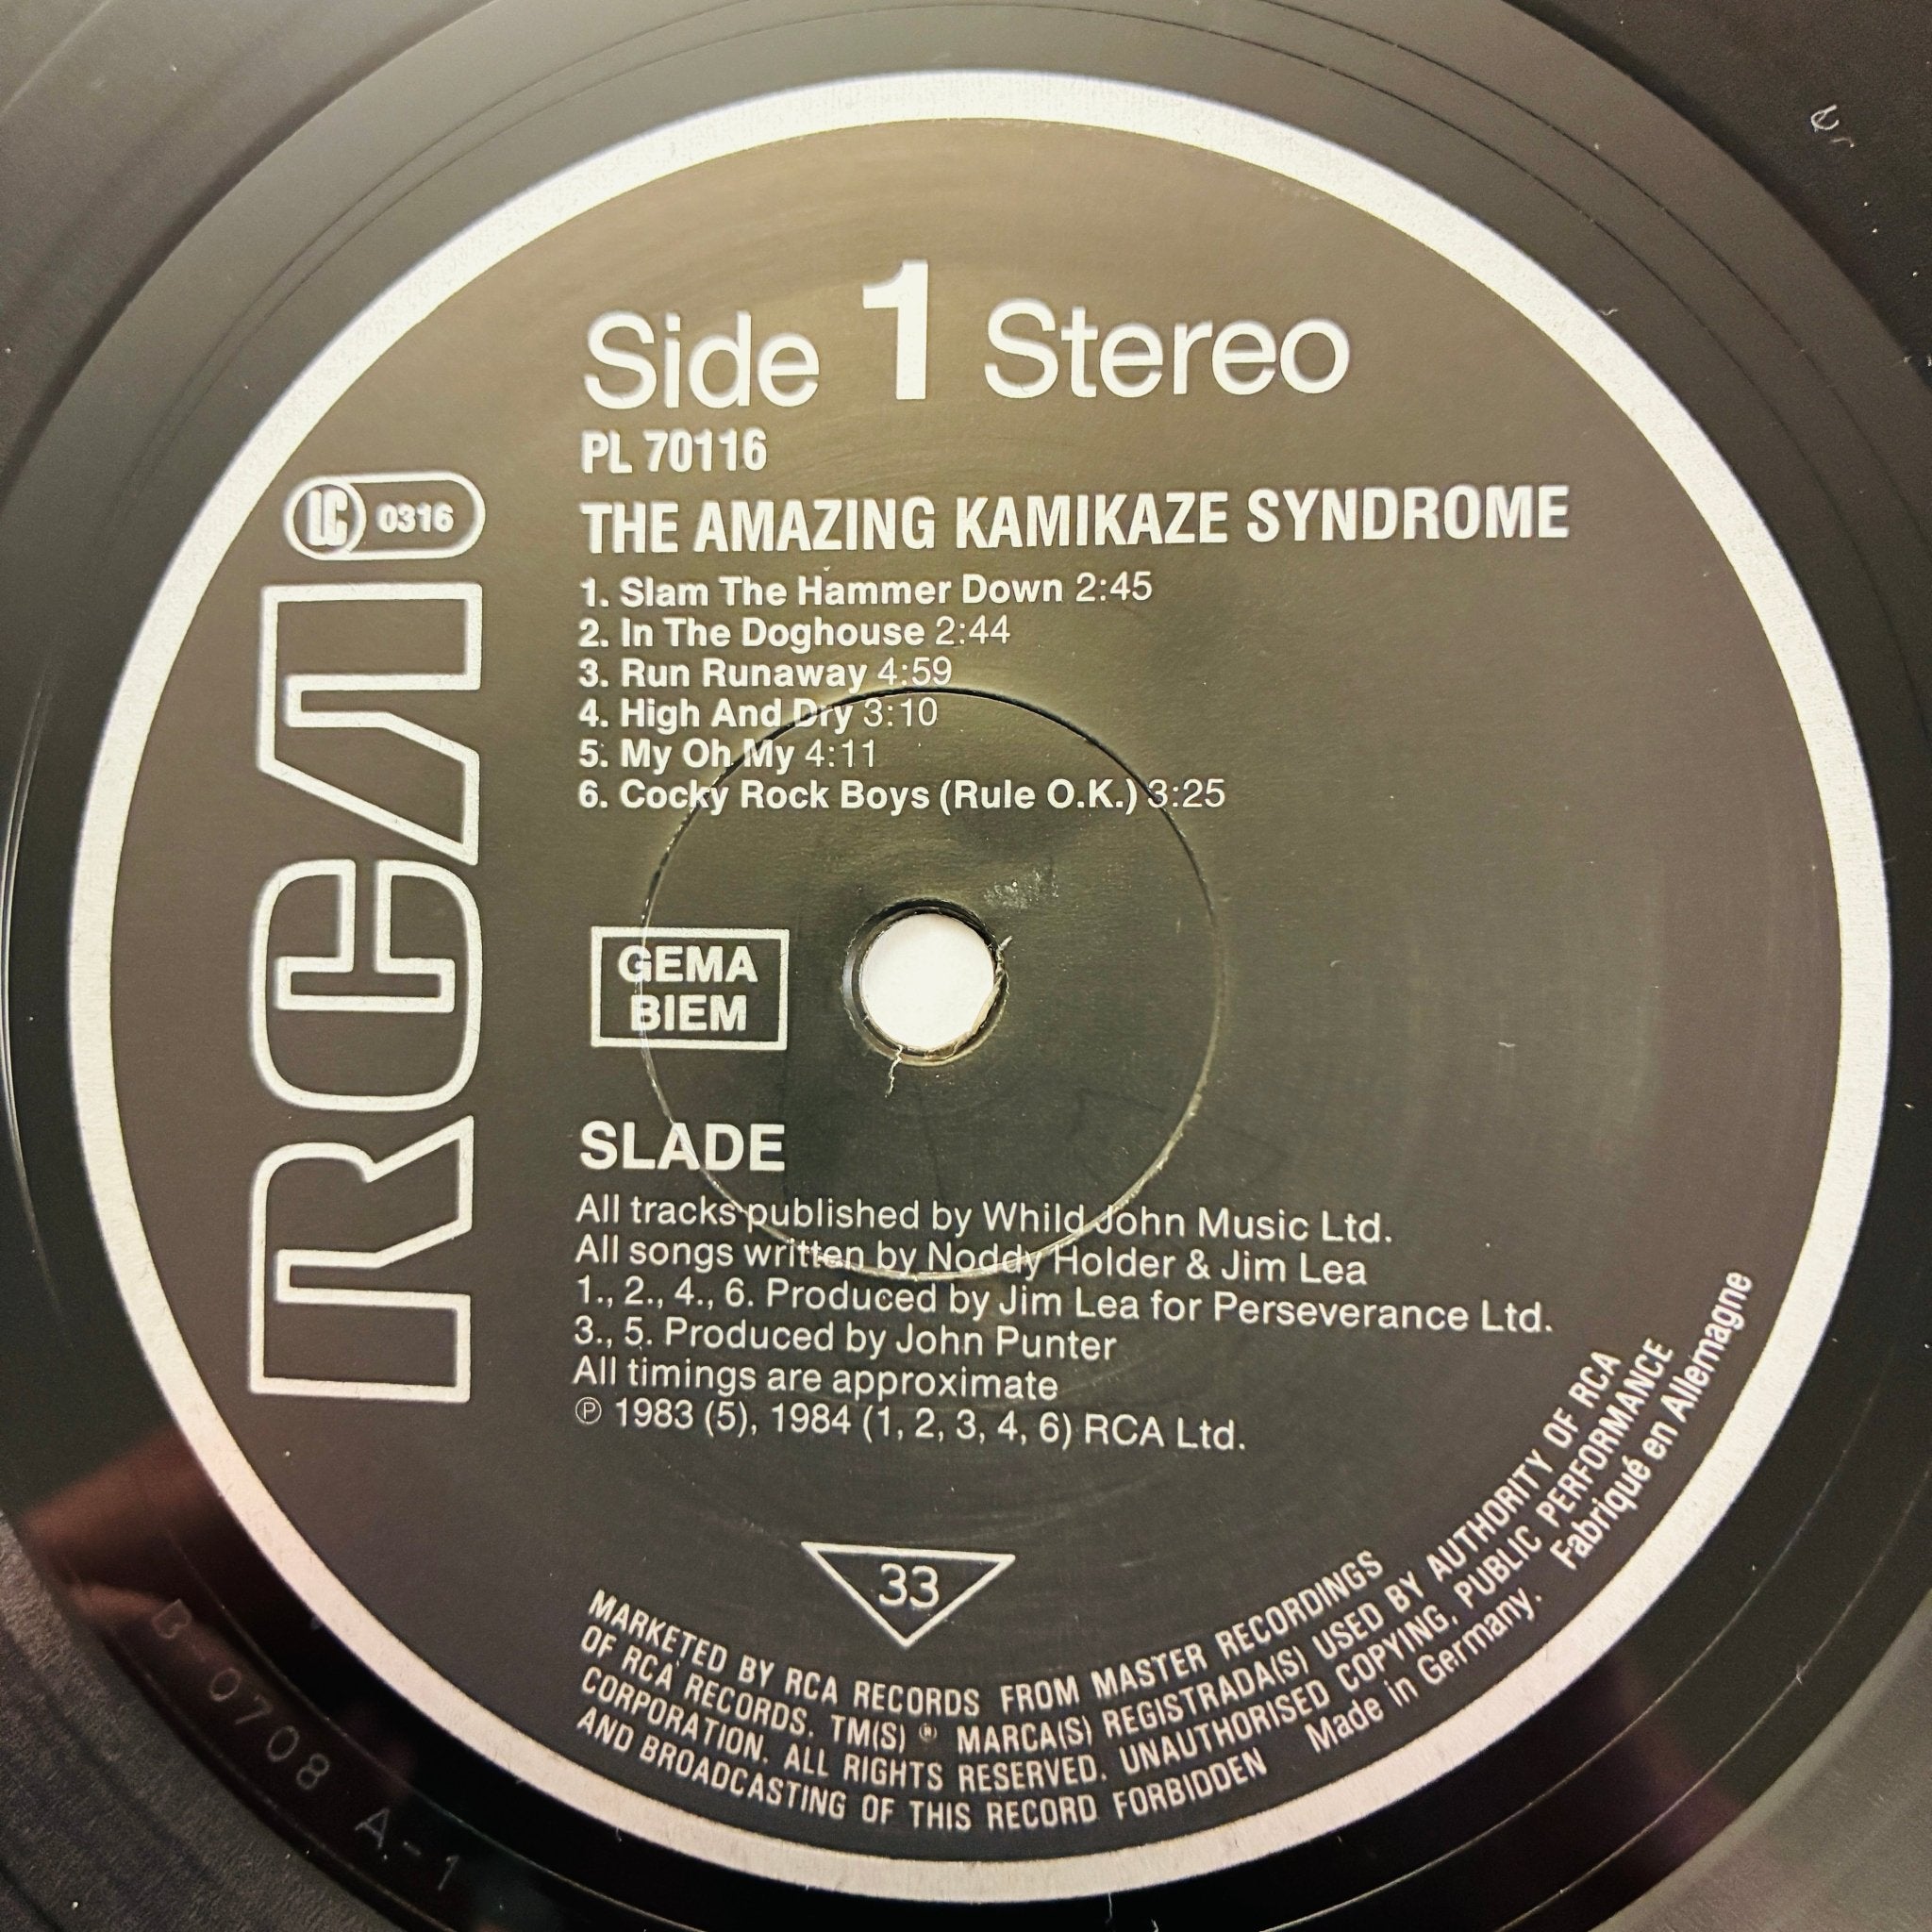 Side 1 Stereo
PL 70116
LC 0316
THE AMAZING KAMIKAZE SYNDROME
1. Slam The Hammer Down 2:45
2. In The Doghouse 2:44
3. Run Runaway 4:59
4. High And Dry 3:10
5. My Oh My 4:11
6. Cocky Rock Boys (Rule O.K.) 3:25
RCA
GEMA
BIEM
SLADE
All tracks published by Whild John Music Ltd.
All songs written by Noddy Holder & Jim Lea
1., 2., 4., 6. Produced by Jim Lea for Perseverance Ltd.
3., 5. Produced by John Punter
All timings are approximate
℗ 1983 (5), 1984 (1, 2, 3, 4, 6) RCA Ltd.
33
MARKETED BY RCA RECORDS FROM MASTER RECORDINGS
OF RCA RECORDS. TM(S) ® MARCA(S) REGISTRADA(S) USED BY AUTHORITY OF RCA
CORPORATION. ALL RIGHTS RESERVED. UNAUTHORISED COPYING, PUBLIC PERFORMANCE
AND BROADCASTING OF THIS RECORD FORBIDDEN Made in Germany. Fabriqué en Allemagne
B-0708 A-1